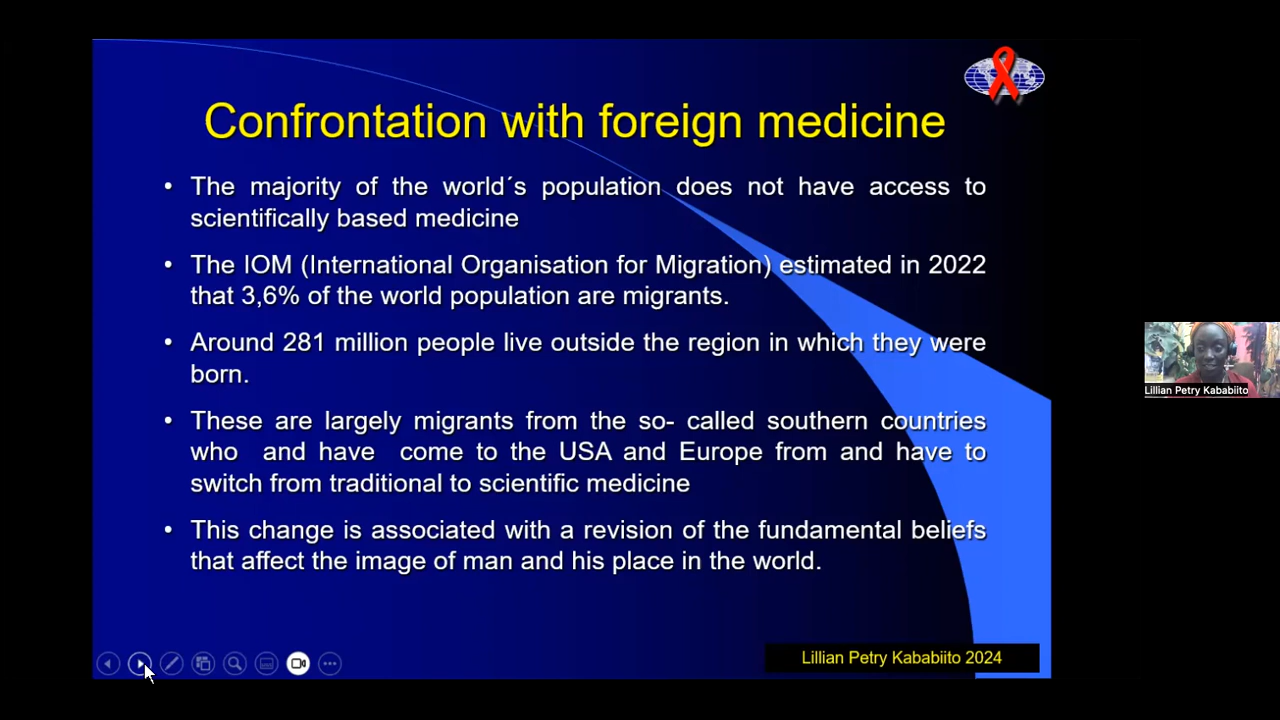 Confrontation with foreign medicine
• The majority of the world´s population does not have access to
scientifically based medicine
• The IOM (International Organisation for Migration) estimated in 2022
that 3,6% of the world population are migrants.
• Around 281 million people live outside the region in which they were
born.
• These are largely migrants from the so- called southern countries
who and have come to the USA and Europe from and have to
switch from traditional to scientific medicine
• This change is associated with a revision of the fundamental beliefs
that affect the image of man and his place in the world.
Lillian Petry Kababiito 2024
Lillian Petry Kababiito